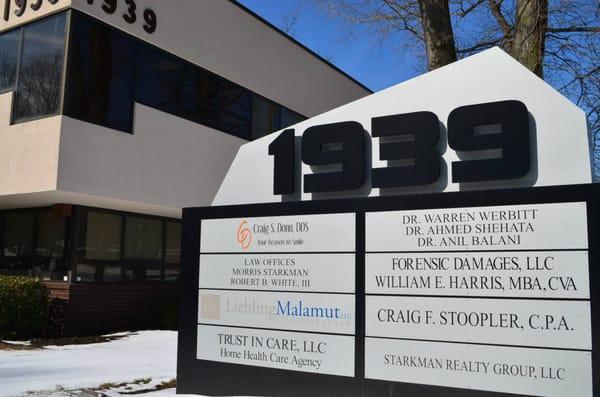 1939
1939
1939
Craig S. Donn, DDS
Your Reason to Smile.
LAW OFFICES
MORRIS STARKMAN
ROBERT B. WHITE, III
LieblingMalamut LLC
TRUST IN CARE, LLC
Home Health Care Agency
DR. WARREN WERBITT
DR. AHMED SHEHATA
DR. ANIL BALANI
FORENSIC DAMAGES, LLC
WILLIAM E. HARRIS, MBA, CVA
CRAIG F. STOOPLER, C.P.A.
STARKMAN REALTY GROUP, LLC